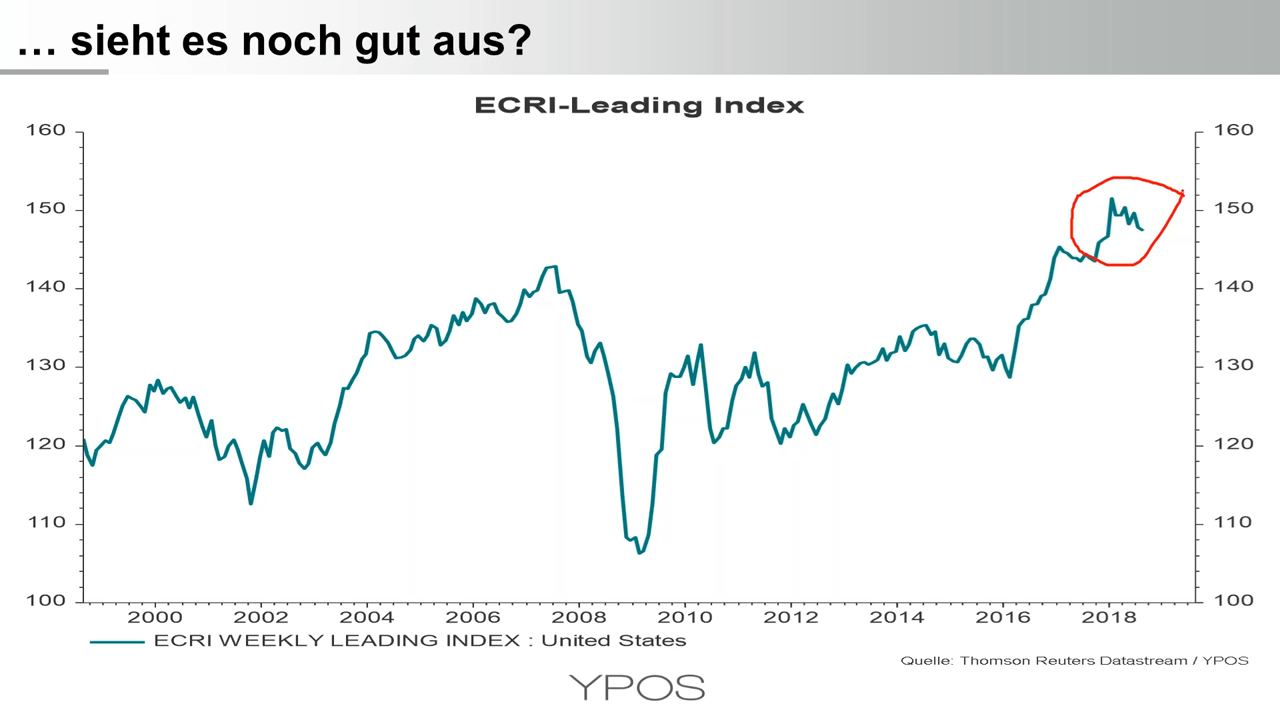 … sieht es noch gut aus?
ECRI-Leading Index
160 160
150 150
140 140
130 130
120 120
110 110
100 100
2000 2002 2004 2006 2008 2010 2012 2014 2016 2018
ECRI WEEKLY LEADING INDEX : United States
Quelle: Thomson Reuters Datastream / YPOS
YPOS